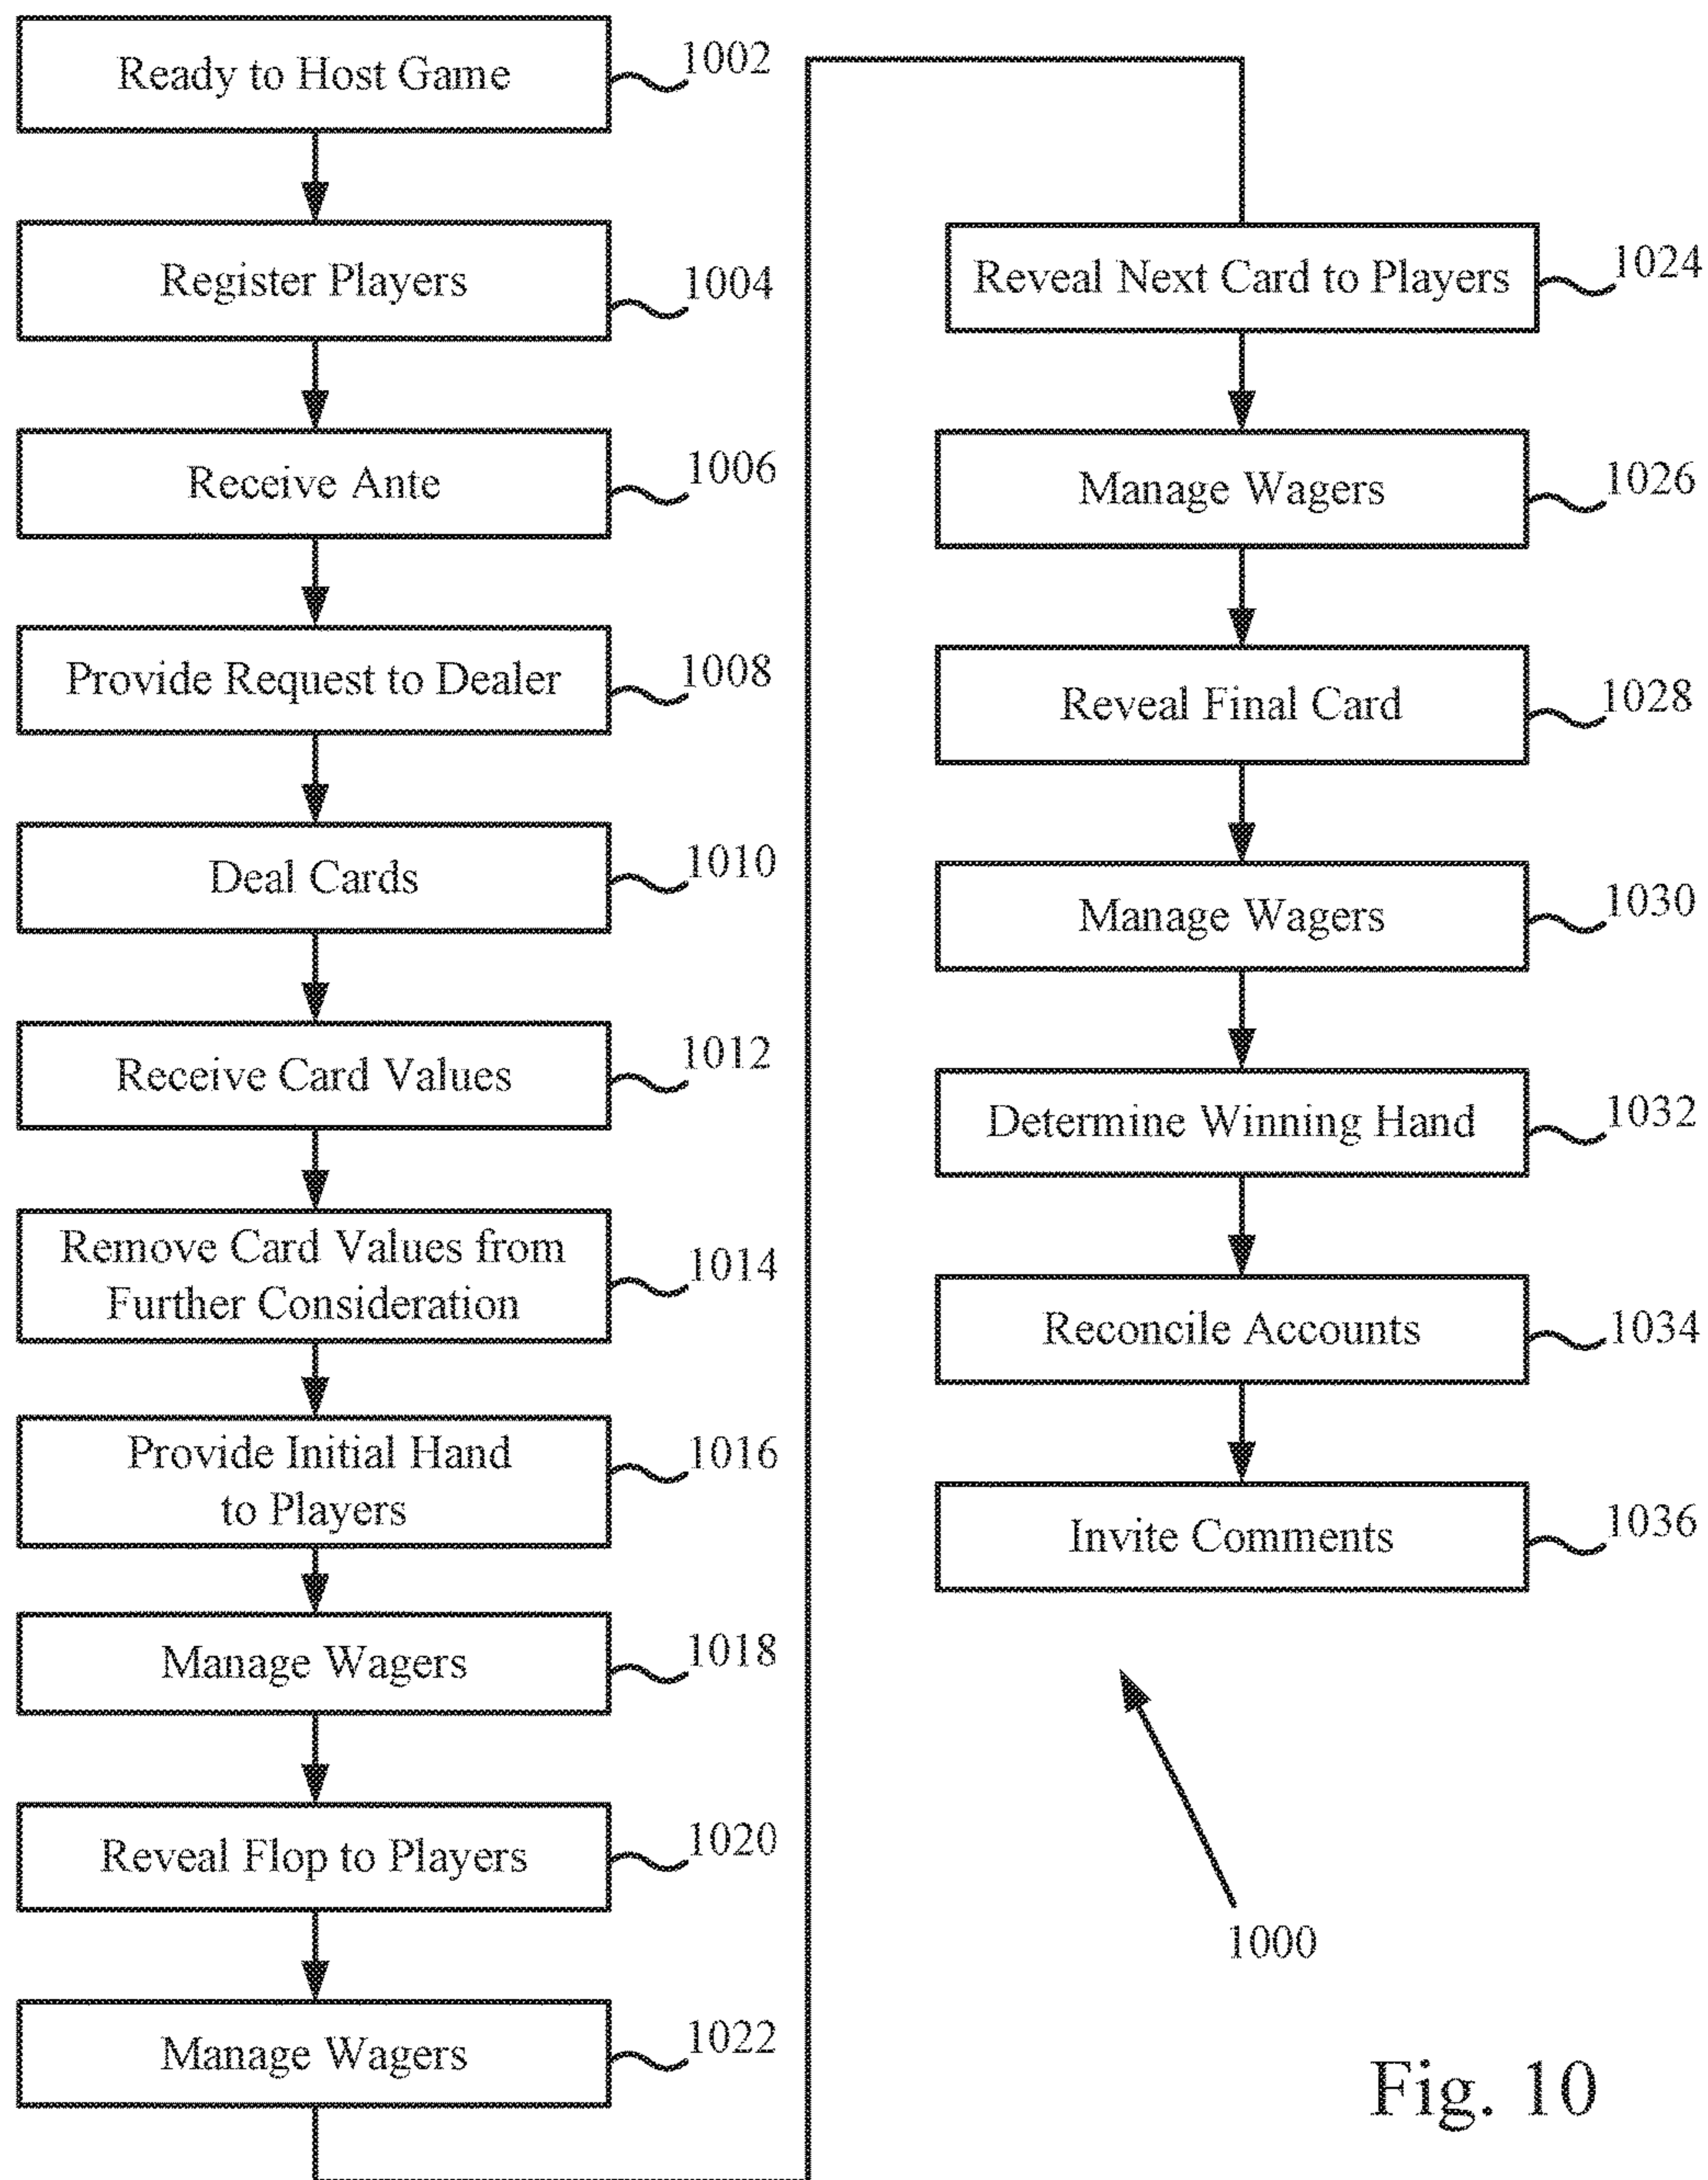 Ready to Host Game
1002
Register Players
1004
Receive Ante
1006
Provide Request to Dealer
1008
Deal Cards
1010
Receive Card Values
1012
Remove Card Values from
Further Consideration
1014
Provide Initial Hand
to Players
1016
Manage Wagers
1018
Reveal Flop to Players
1020
Manage Wagers
1022
Reveal Next Card to Players
1024
Manage Wagers
1026
Reveal Final Card
1028
Manage Wagers
1030
Determine Winning Hand
1032
Reconcile Accounts
1034
Invite Comments
1036
1000
Fig. 10